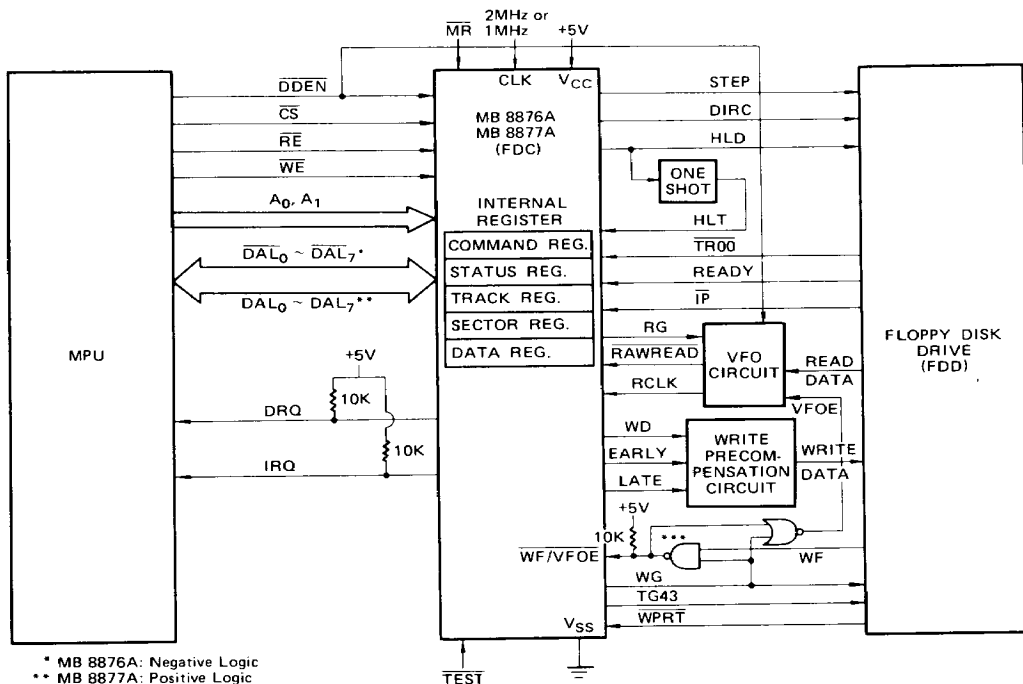 2MHz or
1MHz
MR
+5V
CLK
VCC
DDEN
CS
RE
WE
A0, A1
DAL0 ~ DAL7*
DAL0 ~ DAL7**
MPU
+5V
10K
10K
DRQ
IRQ
MB 8876A
MB 8877A
(FDC)
INTERNAL
REGISTER
COMMAND REG.
STATUS REG.
TRACK REG.
SECTOR REG.
DATA REG.
VSS
TEST
STEP
DIRC
HLD
ONE
SHOT
HLT
TR00
READY
IP
RG
RAWREAD
RCLK
VFO
CIRCUIT
READ
DATA
VFOE
WD
EARLY
LATE
WRITE
PRECOM-
PENSATION
CIRCUIT
WRITE
DATA
+5V
10K
***
WF/VFOE
WF
WG
TG43
WPRT
FLOPPY DISK
DRIVE
(FDD)
* MB 8876A: Negative Logic
** MB 8877A: Positive Logic